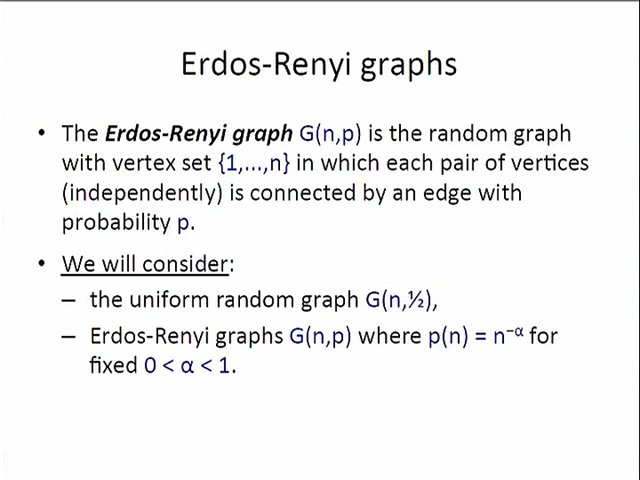 Erdos-Renyi graphs
• The Erdos-Renyi graph G(n,p) is the random graph
with vertex set {1,...,n} in which each pair of vertices
(independently) is connected by an edge with
probability p.
• We will consider:
– the uniform random graph G(n,½),
– Erdos-Renyi graphs G(n,p) where p(n) = n⁻ᵅ for
fixed 0 < α < 1.